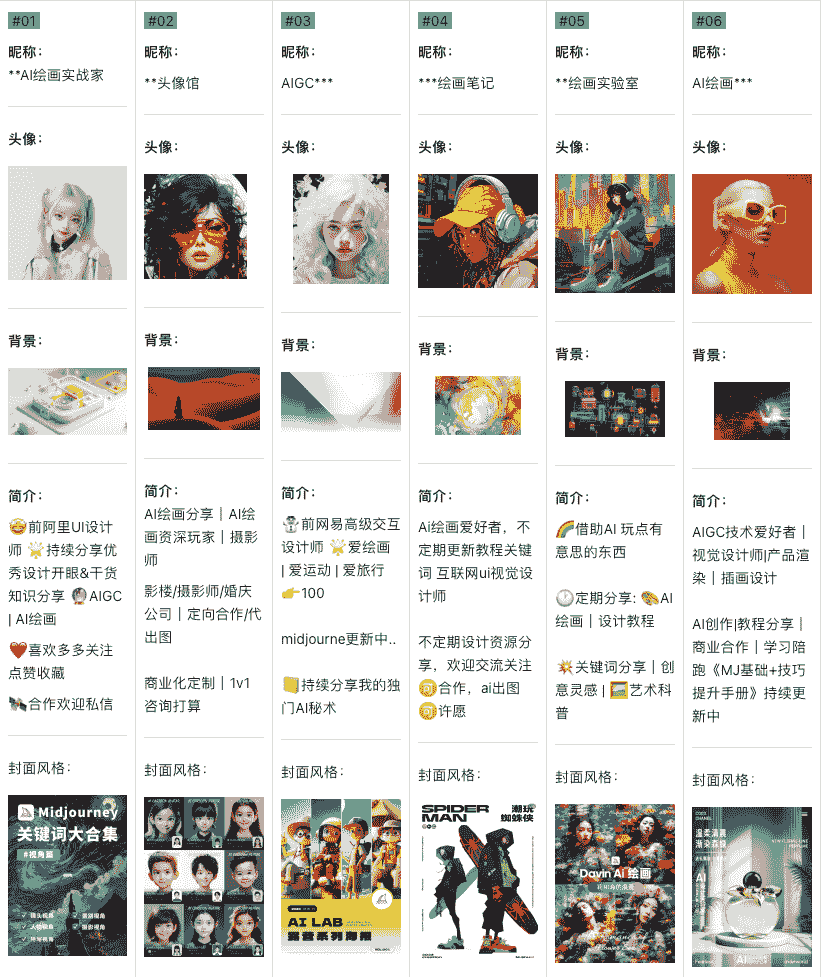 #01
昵称：
**AI绘画实战家
头像：
背景：
简介：
🤩前阿里UI设计
师 🌟持续分享优
秀设计开眼&干货
知识分享 🔮AIGC
| AI绘画
❤️喜欢多多关注
点赞收藏
🛰️合作欢迎私信
封面风格：
Midjourney
关键词大合集
#视角篇
#02
昵称：
**头像馆
头像：
背景：
简介：
AI绘画分享｜AI绘
画资深玩家｜摄影
师
影楼/摄影师/婚庆
公司｜定向合作/代
出图
商业化定制｜1v1
咨询打算
封面风格：
#03
昵称：
AIGC***
头像：
背景：
简介：
⛄前网易高级交互
设计师 🌟爱绘画
| 爱运动 | 爱旅行
👉100
midjourne更新中..
📒持续分享我的独
门AI秘术
封面风格：
AI LAB
露营系列海报
#04
昵称：
***绘画笔记
头像：
背景：
简介：
Ai绘画爱好者，不
定期更新教程关键
词 互联网ui视觉设
计师
不定期设计资源分
享，欢迎交流关注
合作，ai出图
许愿
封面风格：
SPIDER 潮玩
MAN 蜘蛛侠
#05
昵称：
**绘画实验室
头像：
背景：
简介：
🌈借助AI 玩点有
意思的东西
🕐定期分享: 🎨AI
绘画｜设计教程
💥关键词分享｜创
意灵感 | 🖼️艺术科
普
封面风格：
Davin Ai 绘画
#06
昵称：
AI绘画***
头像：
背景：
简介：
AIGC技术爱好者｜
视觉设计师|产品渲
染｜插画设计
AI创作|教程分享｜
商业合作｜学习陪
跑《MJ基础+技巧
提升手册》持续更
新中
封面风格：